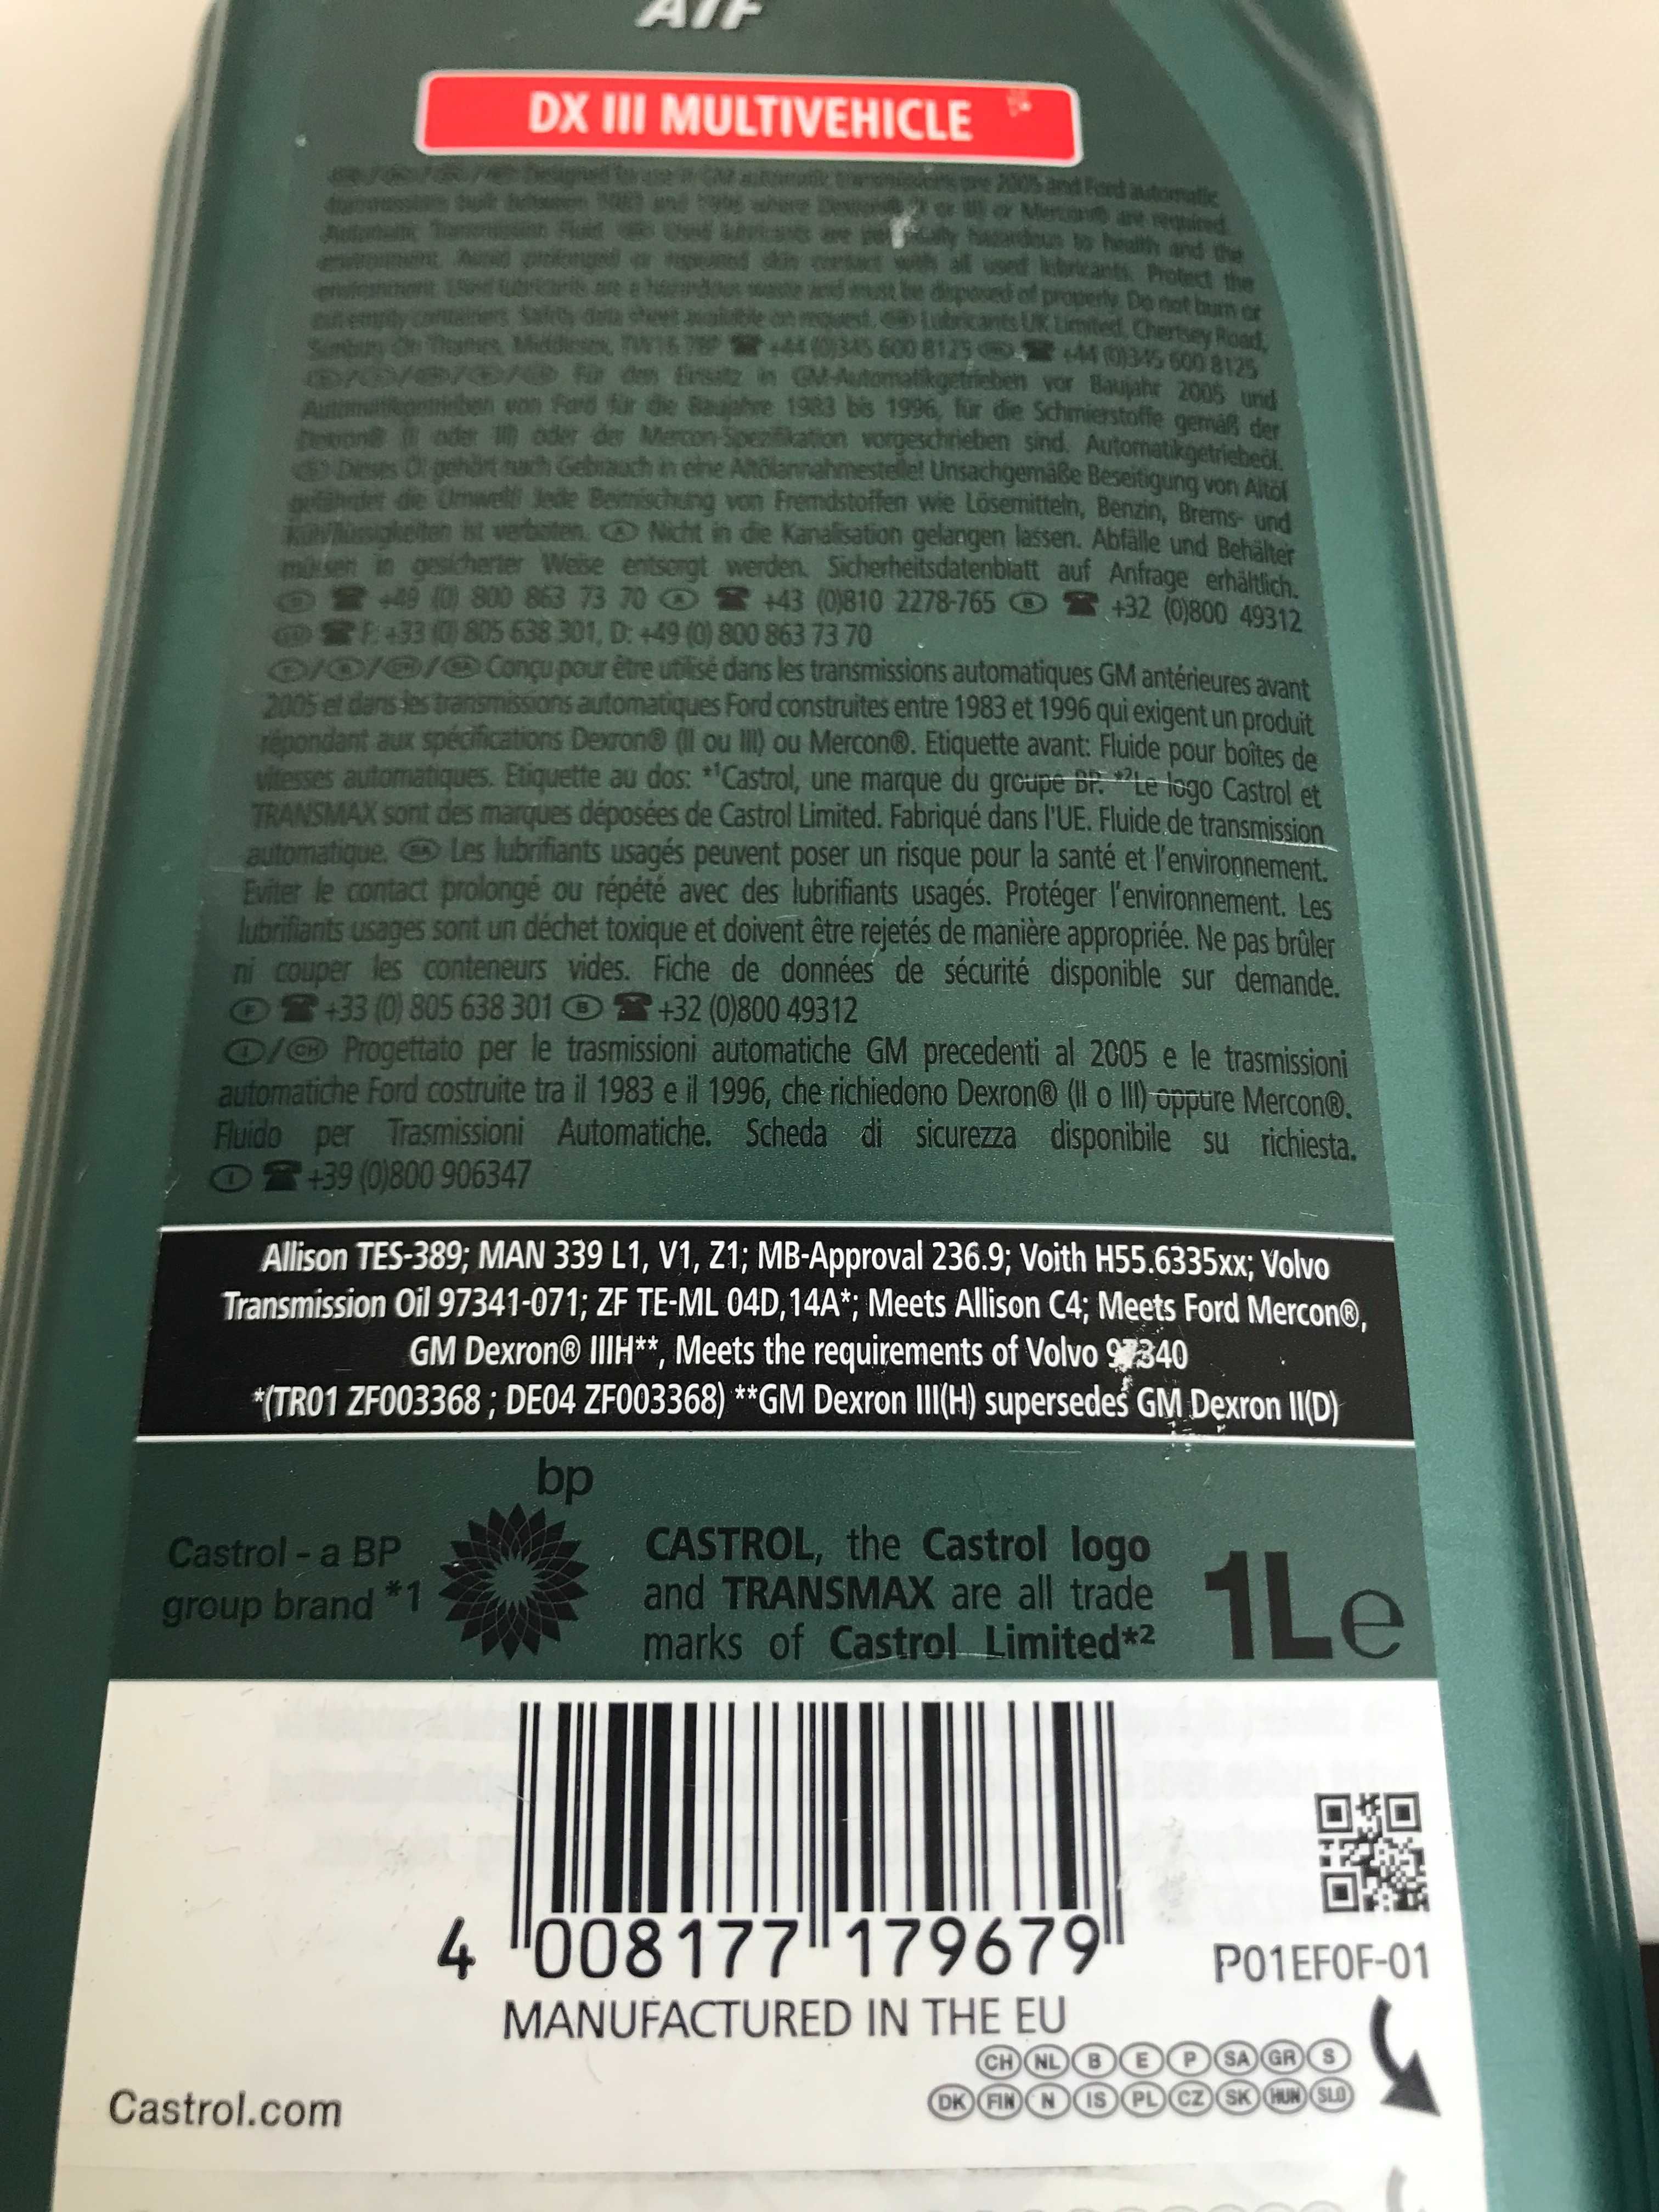 ATF
DX III MULTIVEHICLE
Designed for use in GM automatic transmissions pre 2005 and Ford automatic
transmissions built between 1983 and 1996 where Dexron® (II or III) or Mercon® are required.
Automatic Transmission Fluid. Used lubricants are hazardous to health and the
environment. Avoid prolonged or repeated skin contact with all used lubricants. Protect the
environment. Used lubricants are a hazardous waste and must be disposed of properly. Do not burn or
cut empty containers. Safety data sheet available on request. Lubricants UK Limited, Chertsey Road,
Sunbury On Thames, Middlesex, TW16 7BP ☎ +44 (0)345 600 8125 ☎ +44 (0)345 600 8125
Für den Einsatz in GM-Automatikgetrieben vor Baujahr 2005 und
Automatikgetrieben von Ford für die Baujahre 1983 bis 1996, für die Schmierstoffe gemäß der
Dexron® (II oder III) oder der Mercon-Spezifikation vorgeschrieben sind. Automatikgetriebeöl.
Dieses Öl gehört nach Gebrauch in eine Altölannahmestelle! Unsachgemäße Beseitigung von Altöl
gefährdet die Umwelt! Jede Beimischung von Fremdstoffen wie Lösemitteln, Benzin, Brems- und
Kühlflüssigkeiten ist verboten. A Nicht in die Kanalisation gelangen lassen. Abfälle und Behälter
müssen in gesicherter Weise entsorgt werden. Sicherheitsdatenblatt auf Anfrage erhältlich.
D ☎ +49 (0) 800 863 73 70 A ☎ +43 (0)810 2278-765 B ☎ +32 (0)800 49312
CH ☎ F: +33 (0) 805 638 301, D: +49 (0) 800 863 73 70
F/B/CH/SA Conçu pour être utilisé dans les transmissions automatiques GM antérieures avant
2005 et dans les transmissions automatiques Ford construites entre 1983 et 1996 qui exigent un produit
répondant aux spécifications Dexron® (II ou III) ou Mercon®. Etiquette avant: Fluide pour boîtes de
vitesses automatiques. Etiquette au dos: *¹Castrol, une marque du groupe BP. *²Le logo Castrol et
TRANSMAX sont des marques déposées de Castrol Limited. Fabriqué dans l'UE. Fluide de transmission
automatique. SA Les lubrifiants usagés peuvent poser un risque pour la santé et l'environnement.
Eviter le contact prolongé ou répété avec des lubrifiants usagés. Protéger l'environnement. Les
lubrifiants usages sont un déchet toxique et doivent être rejetés de manière appropriée. Ne pas brûler
ni couper les conteneurs vides. Fiche de données de sécurité disponible sur demande.
F ☎ +33 (0) 805 638 301 B ☎ +32 (0)800 49312
I/CH Progettato per le trasmissioni automatiche GM precedenti al 2005 e le trasmissioni
automatiche Ford costruite tra il 1983 e il 1996, che richiedono Dexron® (II o III) oppure Mercon®.
Fluido per Trasmissioni Automatiche. Scheda di sicurezza disponibile su richiesta.
I ☎ +39 (0)800 906347
Allison TES-389; MAN 339 L1, V1, Z1; MB-Approval 236.9; Voith H55.6335xx; Volvo
Transmission Oil 97341-071; ZF TE-ML 04D,14A*; Meets Allison C4; Meets Ford Mercon®,
GM Dexron® IIIH**, Meets the requirements of Volvo 97340
*(TR01 ZF003368 ; DE04 ZF003368) **GM Dexron III(H) supersedes GM Dexron II(D)
bp
Castrol - a BP
group brand *1
CASTROL, the Castrol logo
and TRANSMAX are all trade
marks of Castrol Limited*²
1Le
4 008177 179679
P01EF0F-01
MANUFACTURED IN THE EU
CH NL B E P SA GR S
DK FIN N IS PL CZ SK HUN SLO
Castrol.com